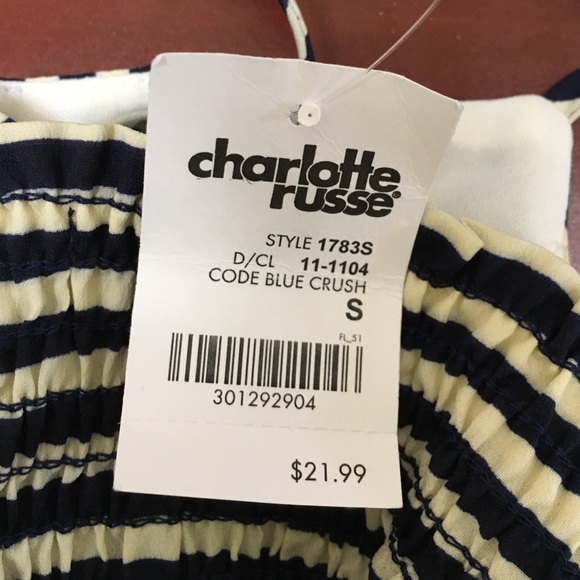 charlotte
russe®
STYLE 1783S
D/CL 11-1104
CODE BLUE CRUSH
S
FL_51
301292904
$21.99